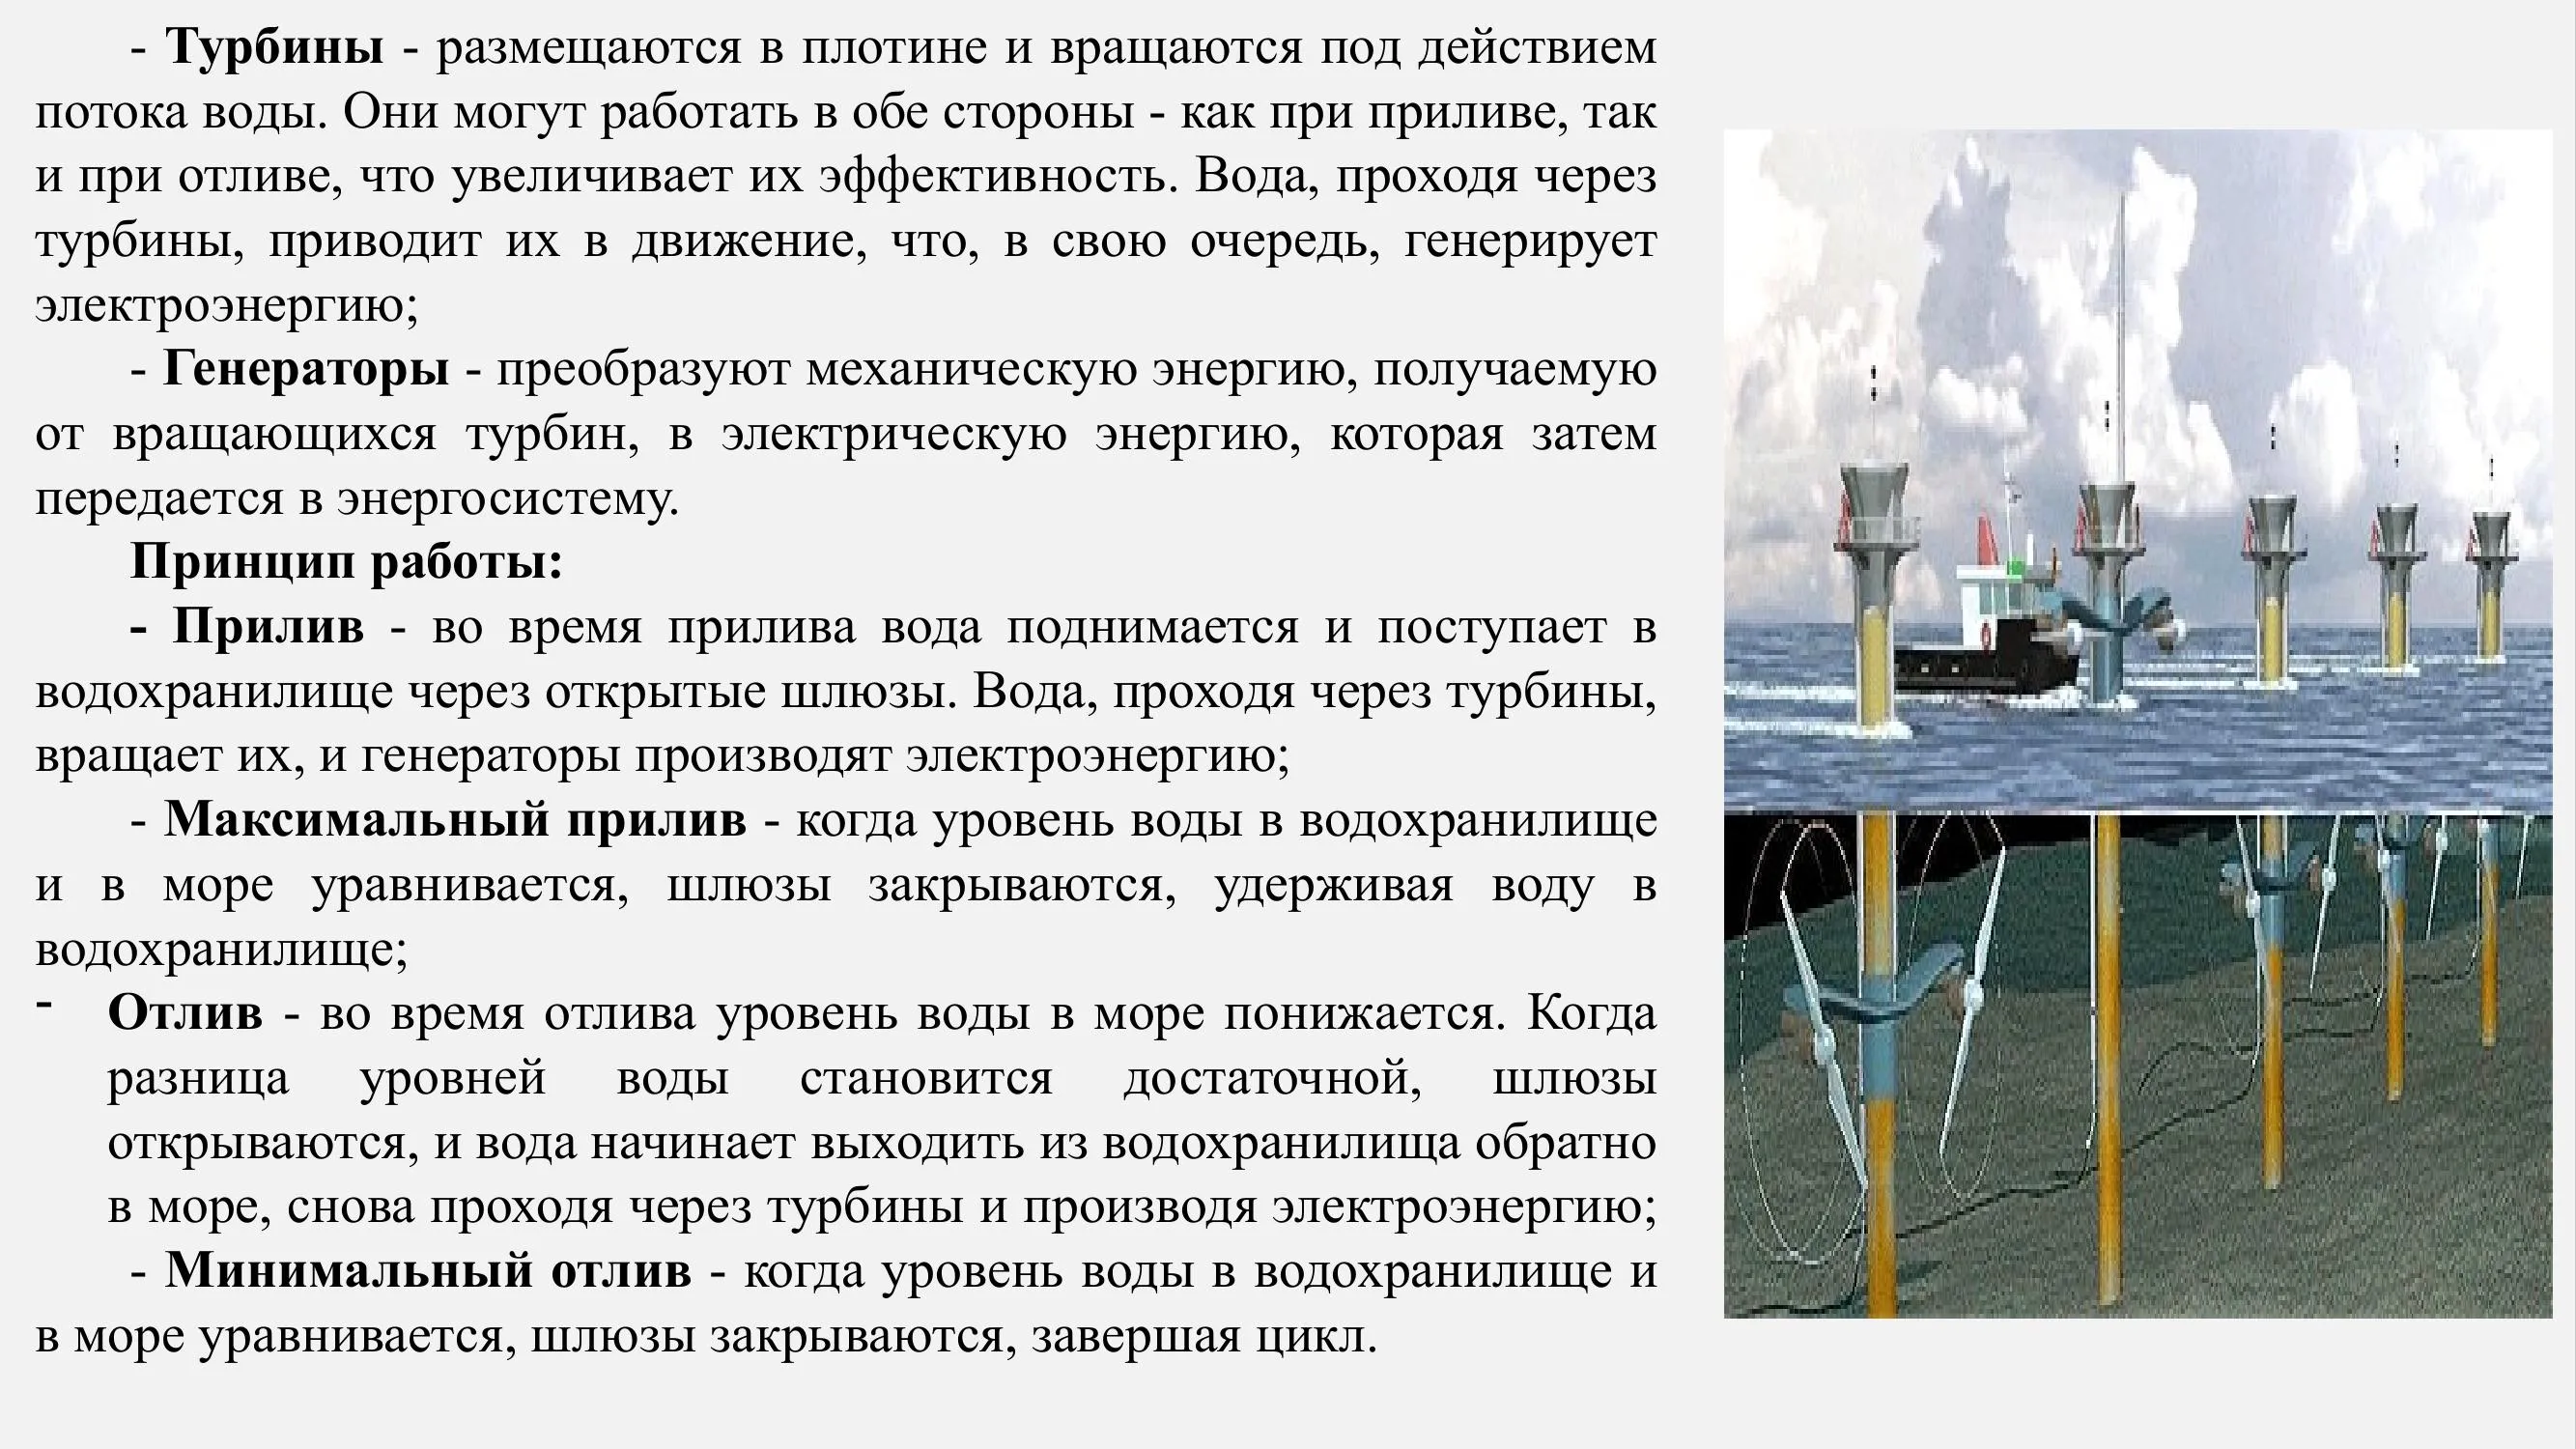 - Турбины - размещаются в плотине и вращаются под действием
потока воды. Они могут работать в обе стороны - как при приливе, так
и при отливе, что увеличивает их эффективность. Вода, проходя через
турбины, приводит их в движение, что, в свою очередь, генерирует
электроэнергию;
- Генераторы - преобразуют механическую энергию, получаемую
от вращающихся турбин, в электрическую энергию, которая затем
передается в энергосистему.
Принцип работы:
- Прилив - во время прилива вода поднимается и поступает в
водохранилище через открытые шлюзы. Вода, проходя через турбины,
вращает их, и генераторы производят электроэнергию;
- Максимальный прилив - когда уровень воды в водохранилище
и в море уравнивается, шлюзы закрываются, удерживая воду в
водохранилище;
- Отлив - во время отлива уровень воды в море понижается. Когда
разница уровней воды становится достаточной, шлюзы
открываются, и вода начинает выходить из водохранилища обратно
в море, снова проходя через турбины и производя электроэнергию;
- Минимальный отлив - когда уровень воды в водохранилище и
в море уравнивается, шлюзы закрываются, завершая цикл.